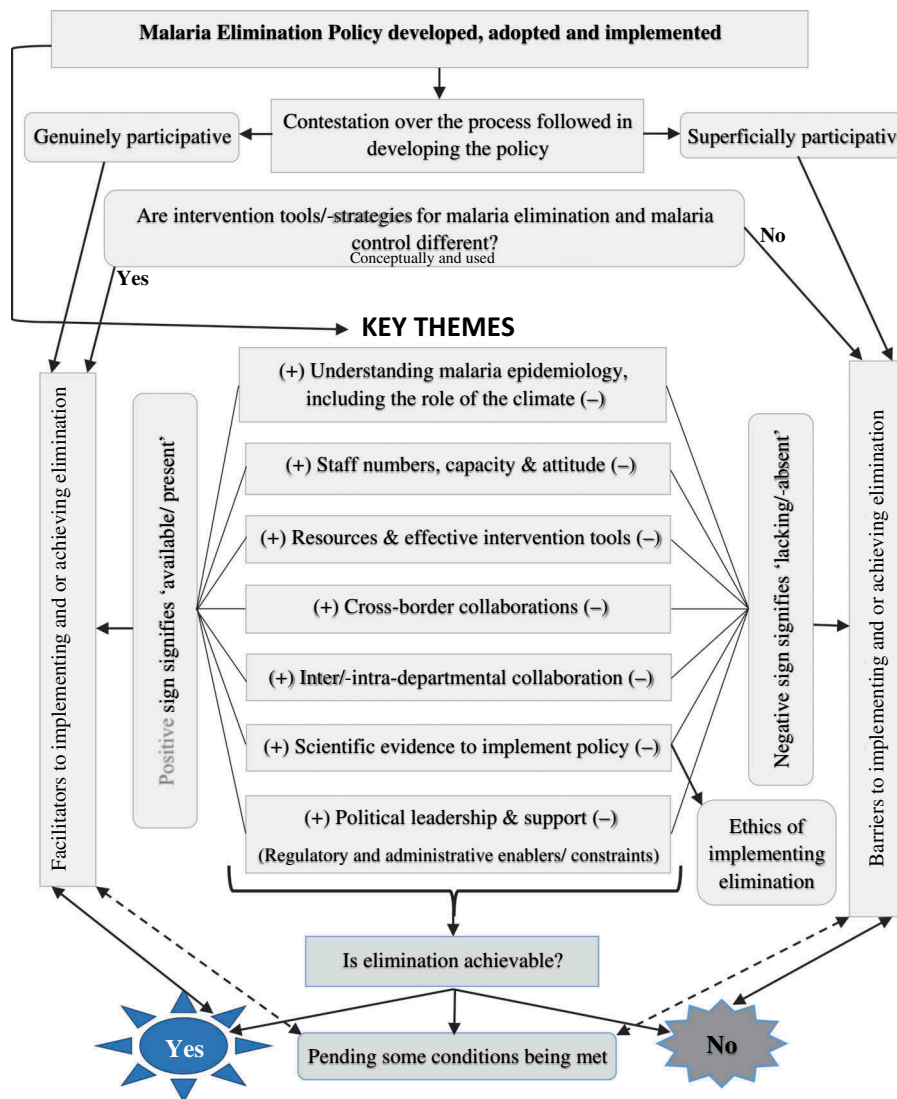 Malaria Elimination Policy developed, adopted and implemented
Genuinely participative
Contestation over the process followed in
developing the policy
Superficially participative
Are intervention tools/-strategies for malaria elimination and malaria
control different?
Conceptually and used
Yes
No
KEY THEMES
Facilitators to implementing and or achieving elimination
Positive sign signifies ‘available/ present’
(+) Understanding malaria epidemiology,
including the role of the climate (–)
(+) Staff numbers, capacity & attitude (–)
(+) Resources & effective intervention tools (–)
(+) Cross-border collaborations (–)
(+) Inter/-intra-departmental collaboration (–)
(+) Scientific evidence to implement policy (–)
(+) Political leadership & support (–)
(Regulatory and administrative enablers/ constraints)
Negative sign signifies ‘lacking/-absent’
Barriers to implementing and or achieving elimination
Ethics of
implementing
elimination
Is elimination achievable?
Yes
Pending some conditions being met
No